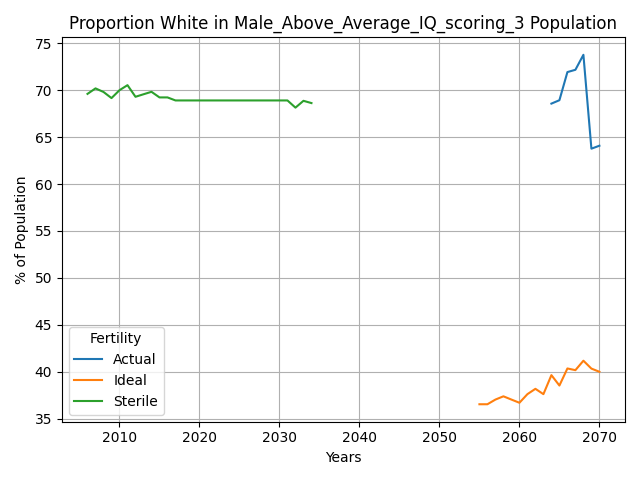 Proportion White in Male_Above_Average_IQ_scoring_3 Population
% of Population
75
70
65
60
55
50
45
40
35
Fertility
Actual
Ideal
Sterile
2010 2020 2030 2040 2050 2060 2070
Years